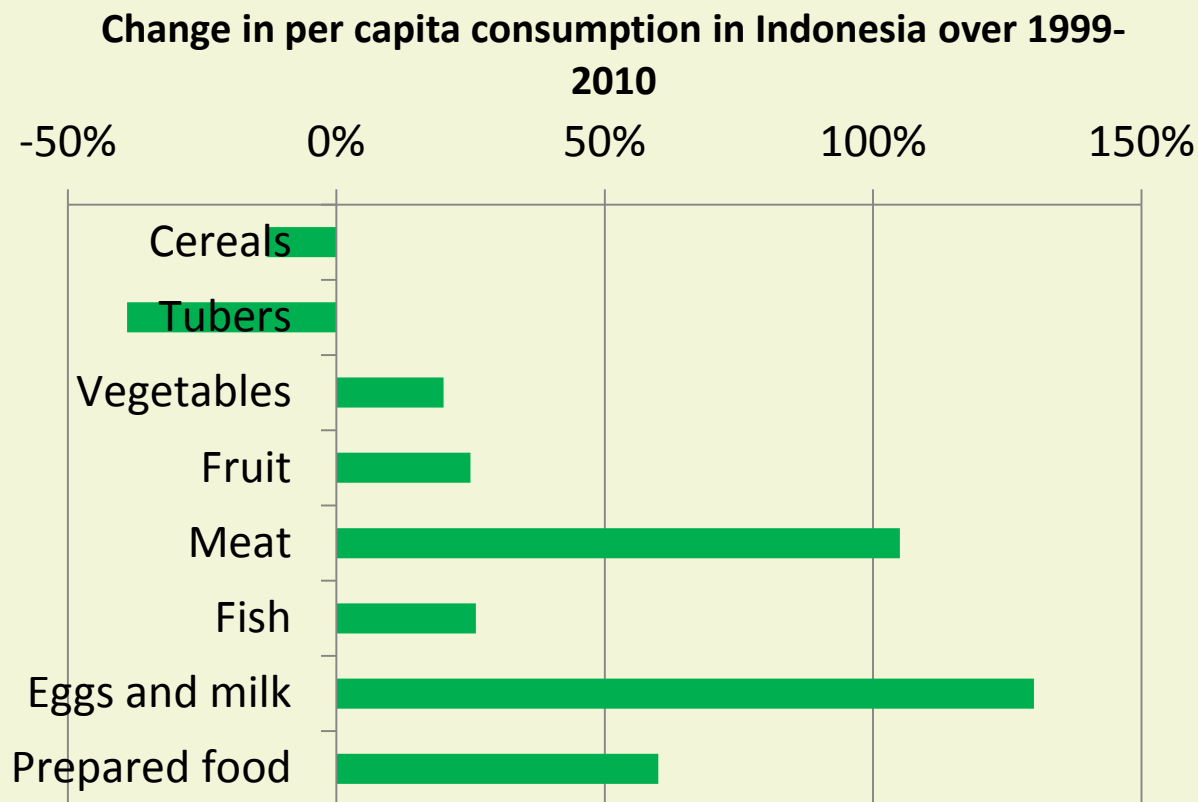 Change in per capita consumption in Indonesia over 1999-
2010
-50% 0% 50% 100% 150%
Cereals
Tubers
Vegetables
Fruit
Meat
Fish
Eggs and milk
Prepared food